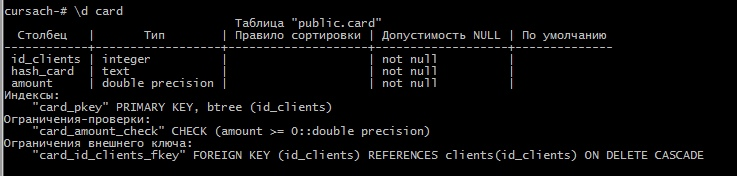 cursach-# \d card
Таблица "public.card"
Столбец | Тип | Правило сортировки | Допустимость NULL | По умолчанию
------------+------------------+--------------------+-------------------+--------------
id_clients | integer | | not null |
hash_card | text | | not null |
amount | double precision | | not null |
Индексы:
"card_pkey" PRIMARY KEY, btree (id_clients)
Ограничения-проверки:
"card_amount_check" CHECK (amount >= 0::double precision)
Ограничения внешнего ключа:
"card_id_clients_fkey" FOREIGN KEY (id_clients) REFERENCES clients(id_clients) ON DELETE CASCADE